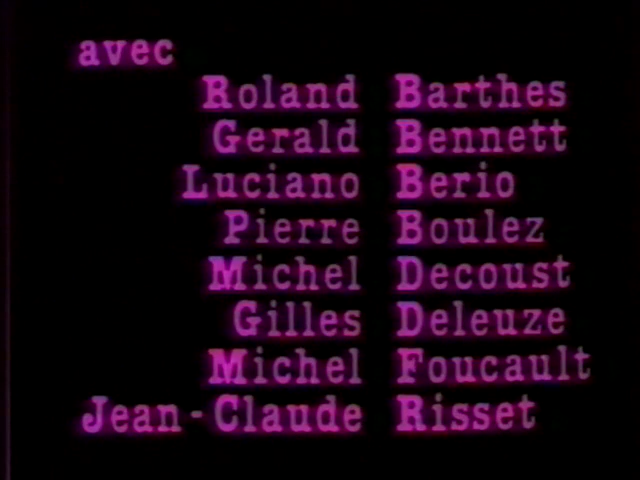 avec
Roland Barthes
Gerald Bennett
Luciano Berio
Pierre Boulez
Michel Decoust
Gilles Deleuze
Michel Foucault
Jean-Claude Risset